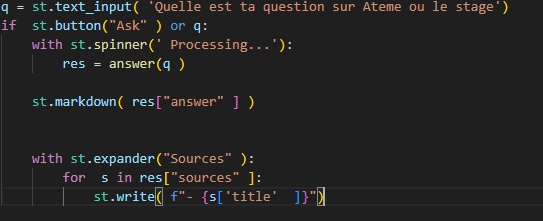 q = st.text_input( 'Quelle est ta question sur Ateme ou le stage')
if  st.button("Ask" ) or q:
    with st.spinner(' Processing...'):
        res = answer(q )
    st.markdown( res["answer" ] )
    with st.expander("Sources" ):
        for  s in res["sources" ]:
            st.write( f"- {s['title'  ]}")